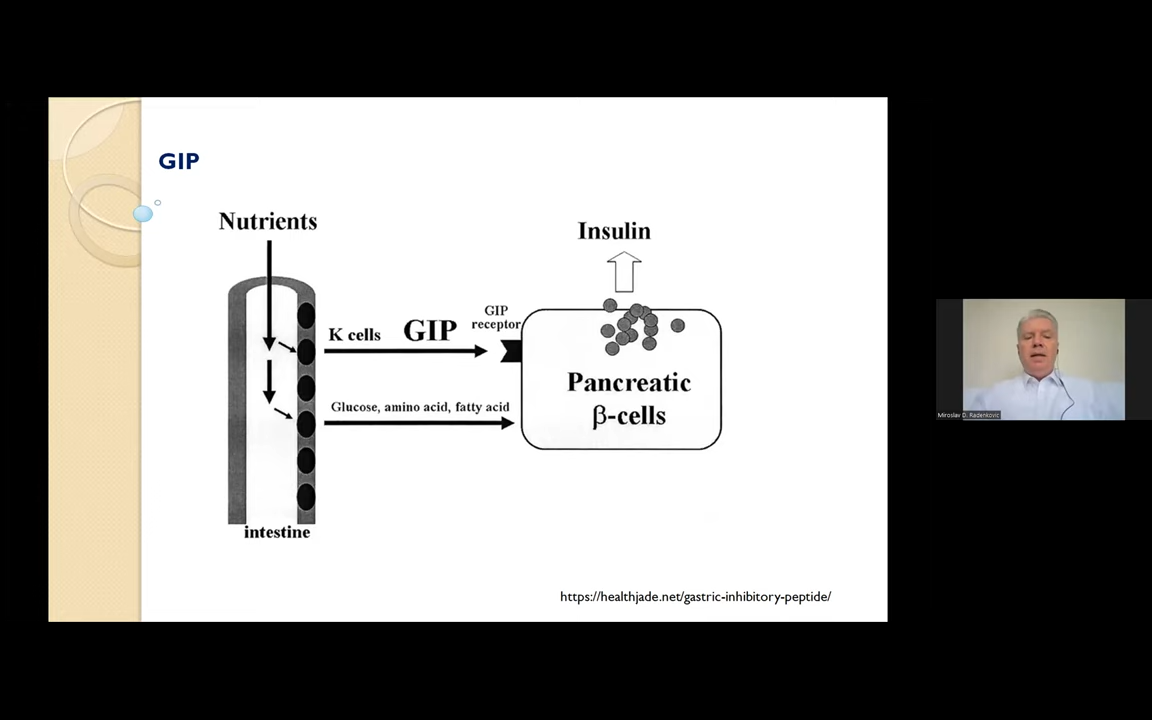 GIP
Nutrients
Insulin
GIP
receptor
K cells GIP
Pancreatic
β-cells
Glucose, amino acid, fatty acid
intestine
https://healthjade.net/gastric-inhibitory-peptide/
Miroslav D. Radenkovic